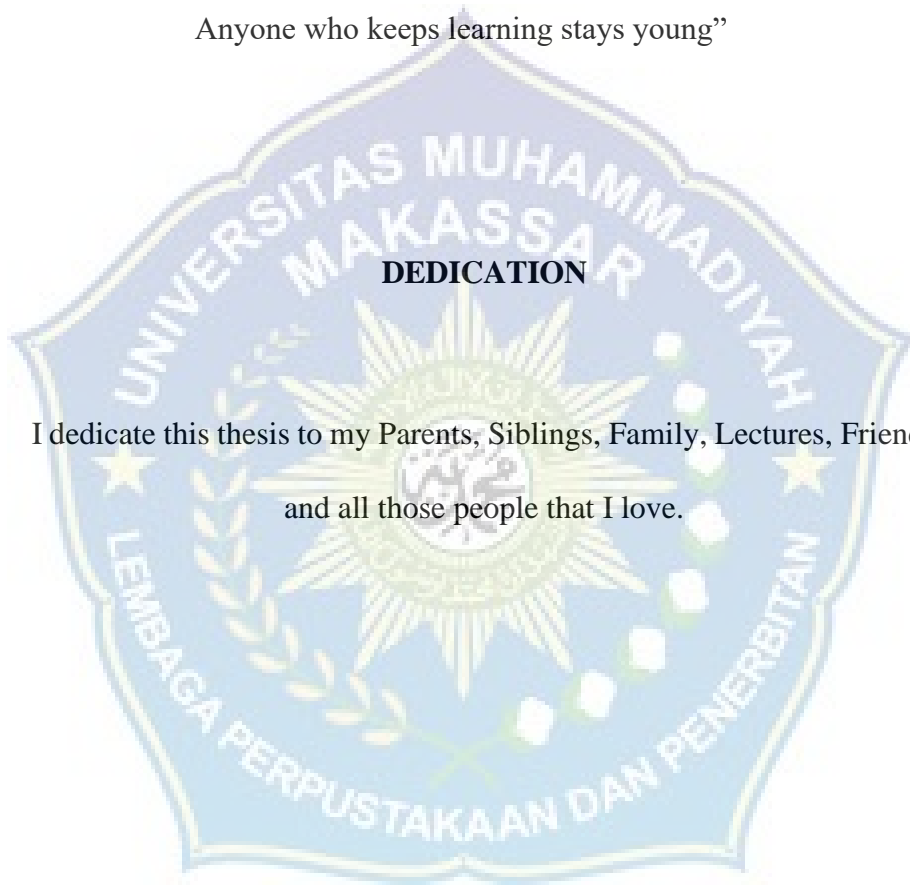 Anyone who keeps learning stays young”
UNIVERSITAS MUHAMMADIYAH
MAKASSAR
DEDICATION
I dedicate this thesis to my Parents, Siblings, Family, Lectures, Frien
and all those people that I love.
LEMBAGA PERPUSTAKAAN DAN PENERBITAN